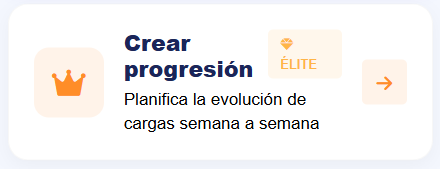 Crear
progresión
ÉLITE
Planifica la evolución de
cargas semana a semana